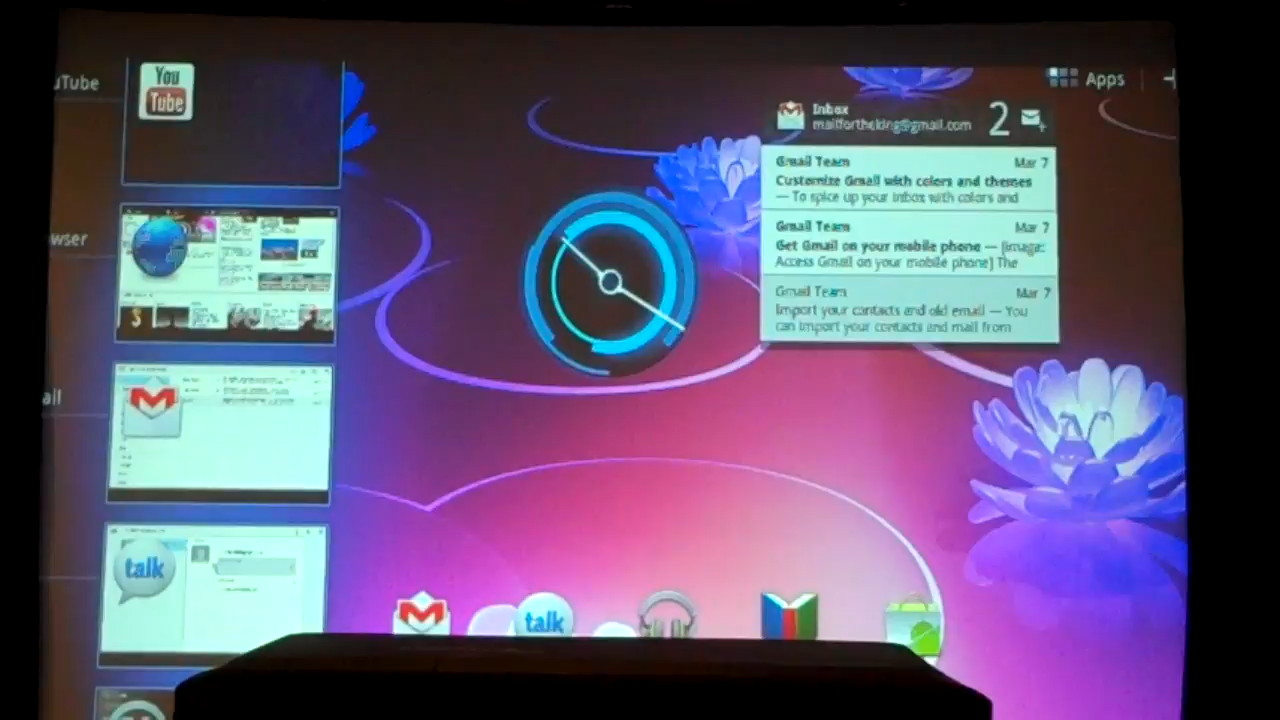 uTube
You
Tube
Apps
Inbox
mailfortheking@gmail.com
2
Gmail Team Mar 7
Customize Gmail with colors and themes
— To spice up your inbox with colors and
wser
Gmail Team Mar 7
Get Gmail on your mobile phone — [image:
Access Gmail on your mobile phone] The
Gmail Team Mar 7
Import your contacts and old email — You
can import your contacts and mail from
ail
talk
talk